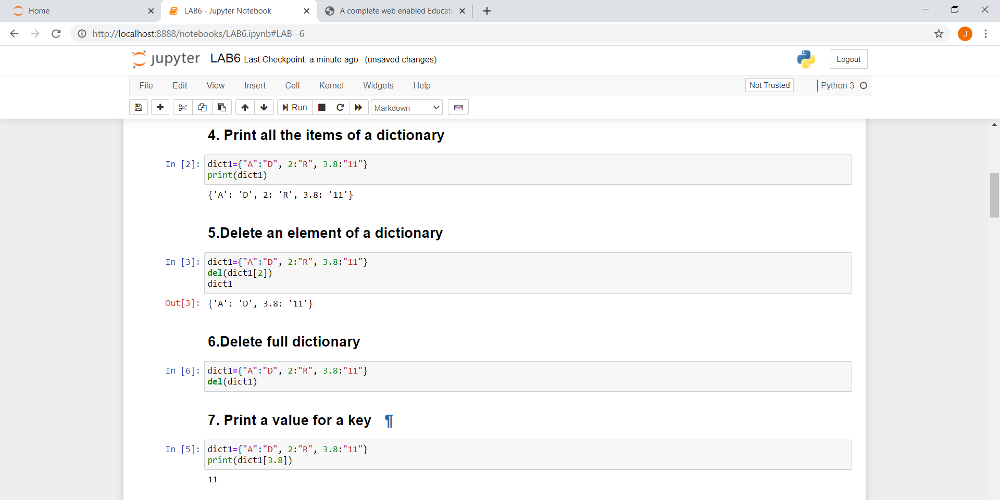 Home
LAB6 - Jupyter Notebook
A complete web enabled Educati
http://localhost:8888/notebooks/LAB6.ipynb#LAB--6
J
jupyter LAB6 Last Checkpoint: a minute ago (unsaved changes)
Logout
File Edit View Insert Cell Kernel Widgets Help
Not Trusted
Python 3
Run
Markdown
4. Print all the items of a dictionary
In [2]: dict1={"A":"D", 2:"R", 3.8:"11"}
print(dict1)
{'A': 'D', 2: 'R', 3.8: '11'}
5.Delete an element of a dictionary
In [3]: dict1={"A":"D", 2:"R", 3.8:"11"}
del(dict1[2])
dict1
Out[3]: {'A': 'D', 3.8: '11'}
6.Delete full dictionary
In [6]: dict1={"A":"D", 2:"R", 3.8:"11"}
del(dict1)
7. Print a value for a key ¶
In [5]: dict1={"A":"D", 2:"R", 3.8:"11"}
print(dict1[3.8])
11